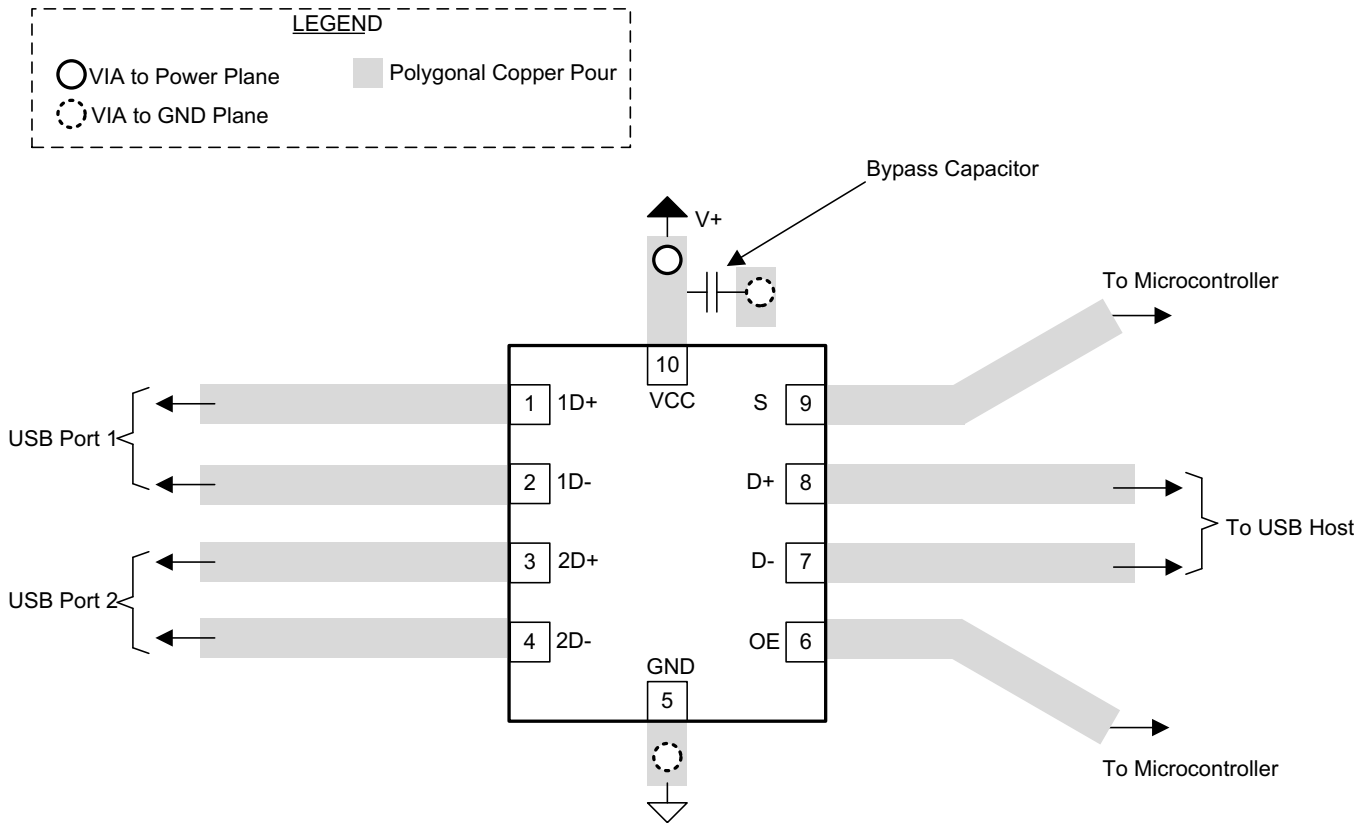 LEGEND
VIA to Power Plane
Polygonal Copper Pour
VIA to GND Plane
Bypass Capacitor
V+
To Microcontroller
10
VCC
1
1D+
S
9
USB Port 1
2
1D-
D+
8
To USB Host
3
2D+
D-
7
USB Port 2
4
2D-
OE
6
GND
5
To Microcontroller